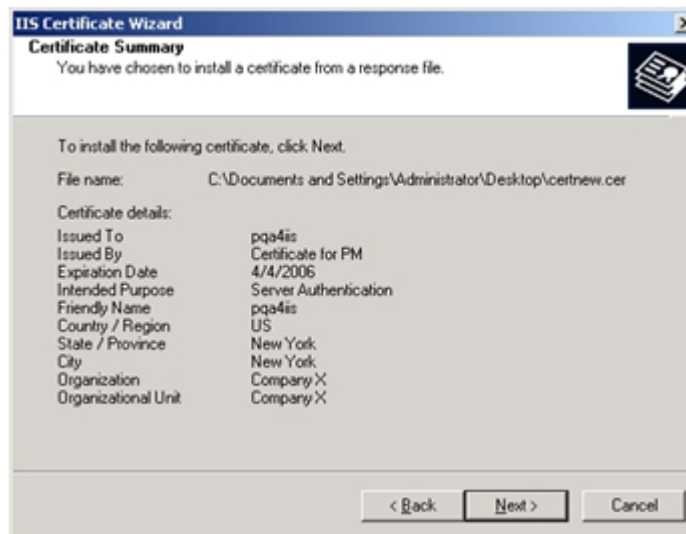 IIS Certificate Wizard
Certificate Summary
You have chosen to install a certificate from a response file.
To install the following certificate, click Next.
File name: C:\Documents and Settings\Administrator\Desktop\certnew.cer
Certificate details:
Issued To pqa4iis
Issued By Certificate for PM
Expiration Date 4/4/2006
Intended Purpose Server Authentication
Friendly Name pqa4iis
Country / Region US
State / Province New York
City New York
Organization Company X
Organizational Unit Company X
< Back Next > Cancel